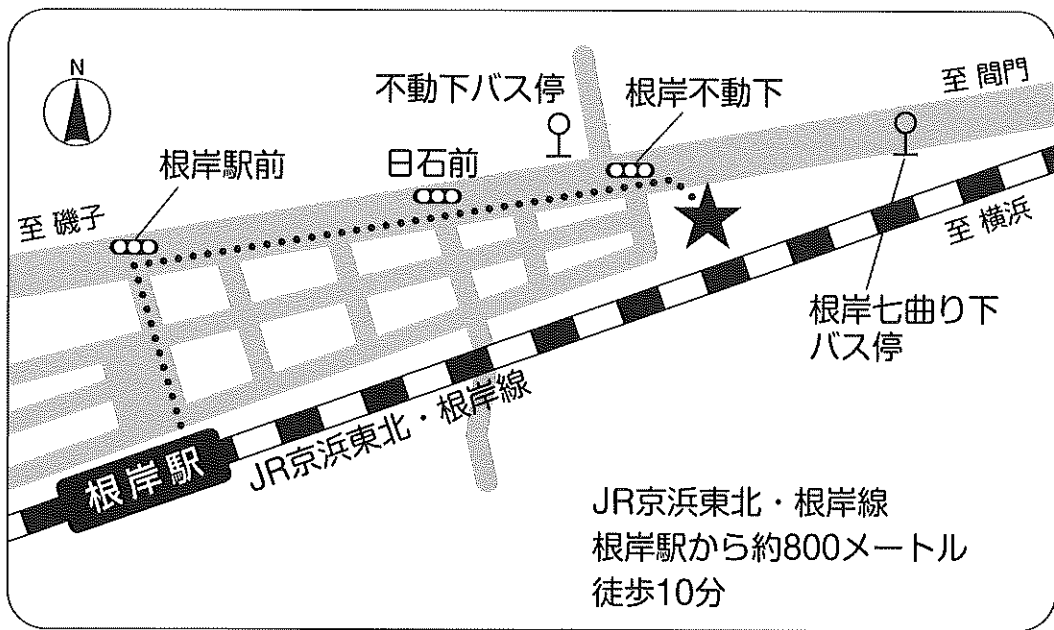 N
不動下バス停
根岸不動下
至 間門
根岸駅前
日石前
至 磯子
至 横浜
根岸七曲り下
バス停
JR京浜東北・根岸線
根岸駅
JR京浜東北・根岸線
根岸駅から約800メートル
徒歩10分